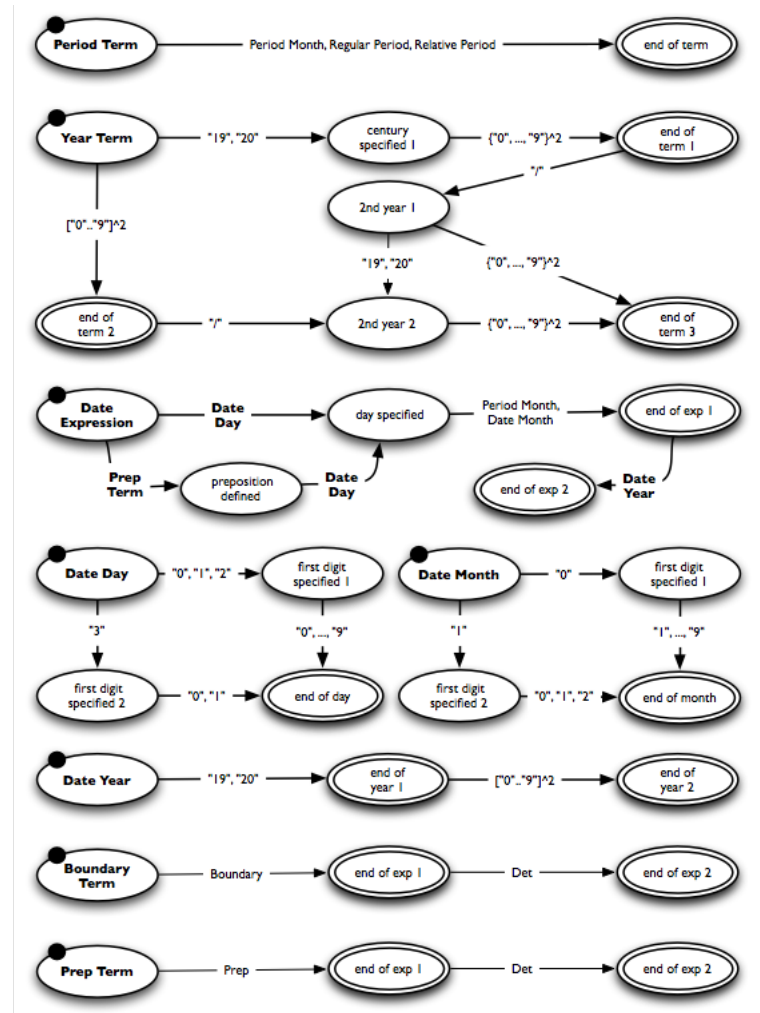 Period Term
Period Month, Regular Period, Relative Period
end of term
Year Term
"19", "20"
century
specified 1
{"0", ..., "9"}^2
end of
term 1
"/"
2nd year 1
["0".."9"]^2
"19", "20"
{"0", ..., "9"}^2
end of
term 2
"/"
2nd year 2
{"0", ..., "9"}^2
end of
term 3
Date
Expression
Date
Day
day specified
Period Month,
Date Month
end of exp 1
Prep
Term
preposition
defined
Date
Day
end of exp 2
Date
Year
Date Day
"0", "1", "2"
first digit
specified 1
Date Month
"0"
first digit
specified 1
"3"
"0", ..., "9"
"1"
"1", ..., "9"
first digit
specified 2
"0", "1"
end of day
first digit
specified 2
"0", "1", "2"
end of month
Date Year
"19", "20"
end of
year 1
["0".."9"]^2
end of
year 2
Boundary
Term
Boundary
end of exp 1
Det
end of exp 2
Prep Term
Prep
end of exp 1
Det
end of exp 2